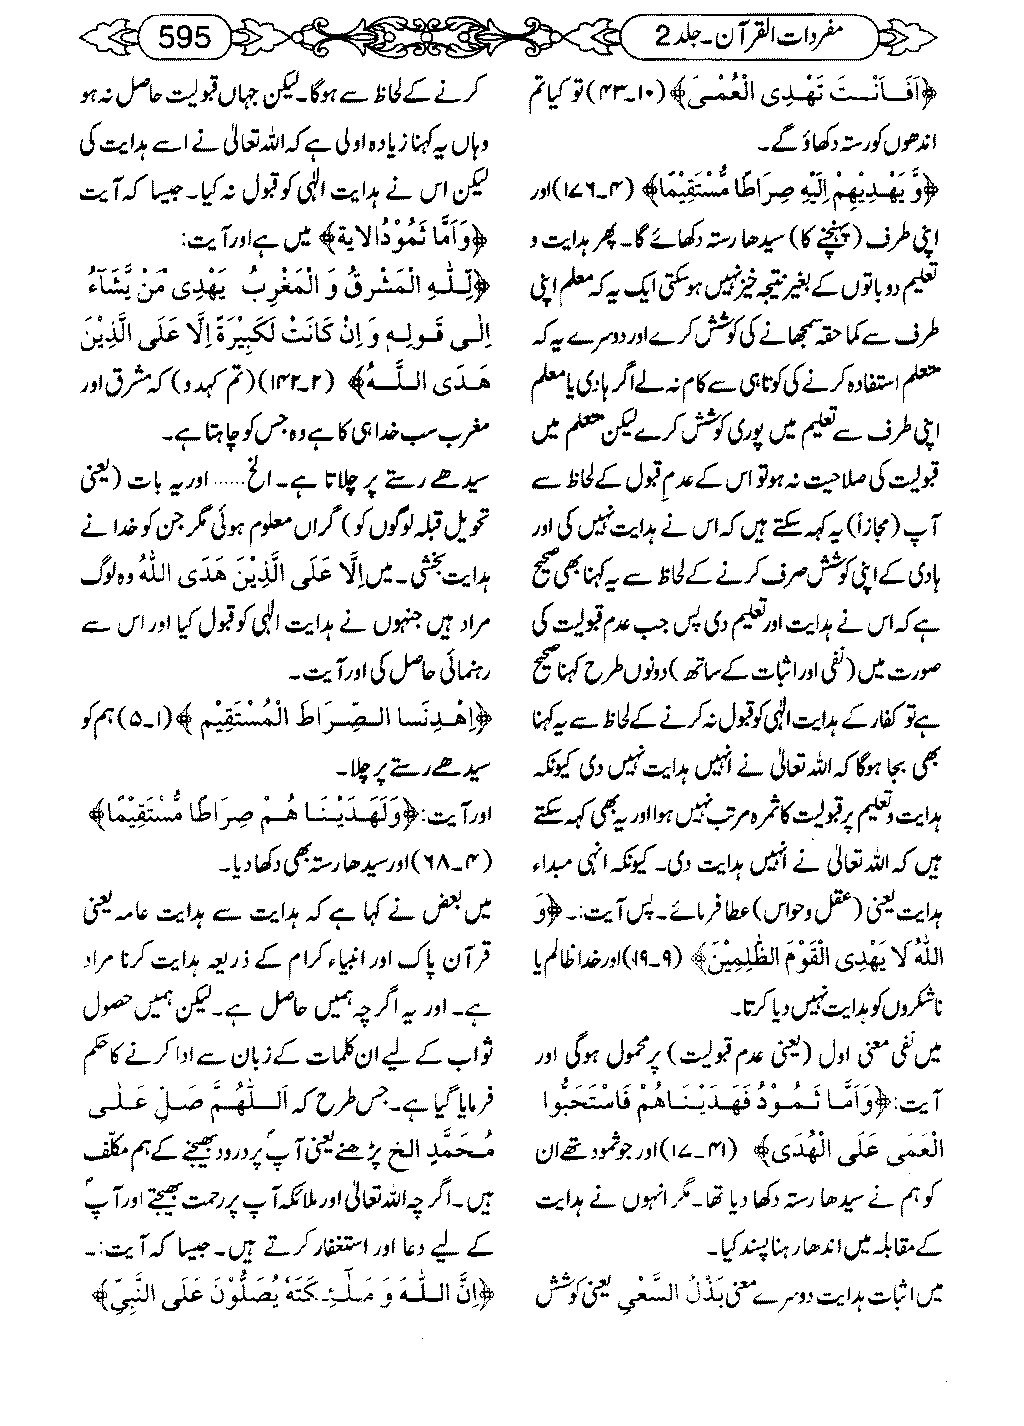 مفردات القرآن۔جلد 2
595
﴿اَفَاَنْتَ تَهْدِی الْعُمْیَ﴾ (۱۰۔۴۳) تو کیا تم
اندھوں کو رستہ دکھاؤ گے۔
﴿وَّ يَهْدِيْهِمْ اِلَيْهِ صِرَاطًا مُّسْتَقِيْمًا﴾ (۴۔۱۷۶) اور
اپنی طرف (پہنچنے کا) سیدھا رستہ دکھائے گا۔ پھر ہدایت و
تعلیم دو باتوں کے بغیر نتیجہ خیز نہیں ہو سکتی ایک یہ کہ معلم اپنی
طرف سے کما حقہ سمجھانے کی کوشش کرے اور دوسرے یہ کہ
متعلم استفادہ کرنے کی کوتاہی سے کام نہ لے اگر ہادی یا معلم
اپنی طرف سے تعلیم میں پوری کوشش کرے لیکن متعلم میں
قبولیت کی صلاحیت نہ ہو تو اس کے عدم قبول کے لحاظ سے
آپ (مجازاً) یہ کہہ سکتے ہیں کہ اس نے ہدایت نہیں کی اور
ہادی کے اپنی کوشش صرف کرنے کے لحاظ سے یہ کہنا بھی صحیح
ہے کہ اس نے ہدایت اور تعلیم دی پس جب عدم قبولیت کی
صورت میں (نفی اور اثبات کے ساتھ) دونوں طرح کہنا صحیح
ہے تو کفار کے ہدایت الٰہی کو قبول نہ کرنے کے لحاظ سے یہ کہنا
بھی بجا ہوگا کہ اللہ تعالیٰ نے انہیں ہدایت نہیں دی کیونکہ
ہدایت و تعلیم پر قبولیت کا ثمرہ مرتب نہیں ہوا اور یہ بھی کہہ سکتے
ہیں کہ اللہ تعالیٰ نے انہیں ہدایت دی۔ کیونکہ انہی مبداء
ہدایت یعنی (عقل و حواس) عطا فرمائے۔ پس آیت:۔ ﴿وَ
اللّٰهُ لَا يَهْدِی الْقَوْمَ الظّٰلِمِيْنَ﴾ (۹۔۱۹) اور خدا ظالم یا
ناشکروں کو ہدایت نہیں دیا کرتا۔
میں نفی معنی اول (یعنی عدم قبولیت) پر محمول ہوگی اور
آیت:۔ ﴿وَاَمَّا ثَمُوْدُ فَهَدَيْنَاهُمْ فَاسْتَحَبُّوا
الْعَمَی عَلَی الْهُدَی﴾ (۴۱۔۱۷) اور جو ثمود تھے ان
کو ہم نے سیدھا رستہ دکھا دیا تھا۔ مگر انہوں نے ہدایت
کے مقابلہ میں اندھا رہنا پسند کیا۔
میں اثبات ہدایت دوسرے معنی بَذْلُ السَّعْیِ یعنی کوشش
کرنے کے لحاظ سے ہوگا۔ لیکن جہاں قبولیت حاصل نہ ہو
وہاں یہ کہنا زیادہ اولی ہے کہ اللہ تعالیٰ نے اسے ہدایت کی
لیکن اس نے ہدایت الٰہی کو قبول نہ کیا۔ جیسا کہ آیت
﴿وَاَمَّا ثَمُوْدُ الایة﴾ میں ہے اور آیت:
﴿لِلّٰهِ الْمَشْرِقُ وَ الْمَغْرِبُ يَهْدِی مَنْ يَّشَآءُ
اِلٰی قَولِهٖ وَ اِنْ كَانَتْ لَكَبِيْرَةً اِلَّا عَلَی الَّذِيْنَ
هَدَی اللّٰهُ﴾ (۲۔۱۴۲) (تم کہدو) کہ مشرق اور
مغرب سب خدا ہی کا ہے وہ جس کو چاہتا ہے۔
سیدھے رستے پر چلاتا ہے۔ الخ ...... اور یہ بات (یعنی
تحویل قبلہ لوگوں کو) گراں معلوم ہوئی مگر جن کو خدا نے
ہدایت بخشی۔ میں اِلَّا عَلَی الَّذِيْنَ هَدَی اللّٰهُ وہ لوگ
مراد ہیں جنہوں نے ہدایت الٰہی کو قبول کیا اور اس سے
رہنمائی حاصل کی اور آیت۔
﴿اِهْدِنَا الصِّرَاطَ الْمُسْتَقِيْمَ﴾ (۱۔۵) ہم کو
سیدھے رستے پر چلا۔
اور آیت: ﴿وَلَهَدَيْنَا هُمْ صِرَاطًا مُّسْتَقِيْمًا﴾
(۴۔۶۸) اور سیدھا رستہ بھی دکھا دیا۔
میں بعض نے کہا ہے کہ ہدایت سے ہدایت عامہ یعنی
قرآن پاک اور انبیاء کرام کے ذریعہ ہدایت کرنا مراد
ہے۔ اور یہ اگرچہ ہمیں حاصل ہے۔ لیکن ہمیں حصول
ثواب کے لیے ان کلمات کے زبان سے ادا کرنے کا حکم
فرمایا گیا ہے۔ جس طرح کہ اَللّٰهُمَّ صَلِ عَلٰی
مُحَمَّدٍ الخ پڑھنے یعنی آپؐ پر درود بھیجنے کے ہم مکلّف
ہیں۔ اگرچہ اللہ تعالیٰ اور ملائکہ آپ پر رحمت بھیجتے اور آپؐ
کے لیے دعا اور استغفار کرتے ہیں۔ جیسا کہ آیت:۔
﴿اِنَّ اللّٰهَ وَ مَلٰٓئِكَتَهٗ يُصَلُّوْنَ عَلَی النَّبِیِّ﴾